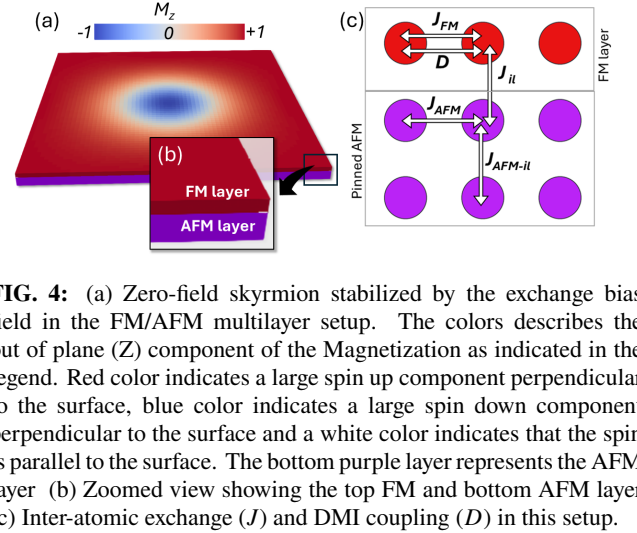 (a)
M_z
-1 0 +1
(b)
FM layer
AFM layer
(c)
J_FM
D
J_il
FM layer
J_AFM
J_AFM-il
Pinned AFM
FIG. 4: (a) Zero-field skyrmion stabilized by the exchange bias
field in the FM/AFM multilayer setup. The colors describes the
out of plane (Z) component of the Magnetization as indicated in the
legend. Red color indicates a large spin up component perpendicular
to the surface, blue color indicates a large spin down component
perpendicular to the surface and a white color indicates that the spin
is parallel to the surface. The bottom purple layer represents the AFM
layer (b) Zoomed view showing the top FM and bottom AFM layer
(c) Inter-atomic exchange (J) and DMI coupling (D) in this setup.